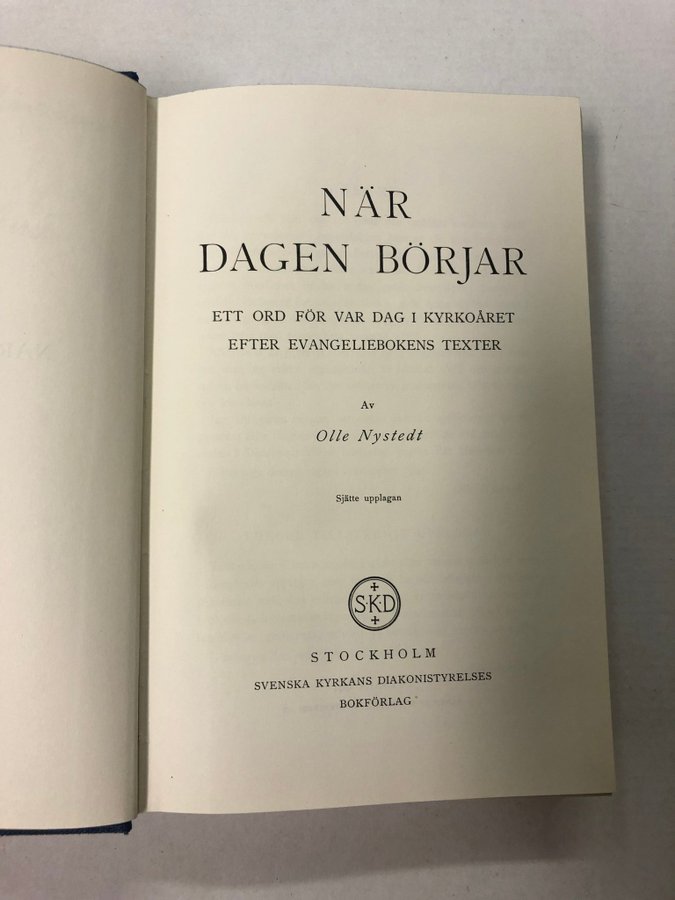 NÄR
DAGEN BÖRJAR
ETT ORD FÖR VAR DAG I KYRKOÅRET
EFTER EVANGELIEBOKENS TEXTER
Av
Olle Nystedt
Sjätte upplagan
S·K·D
STOCKHOLM
SVENSKA KYRKANS DIAKONISTYRELSES
BOKFÖRLAG